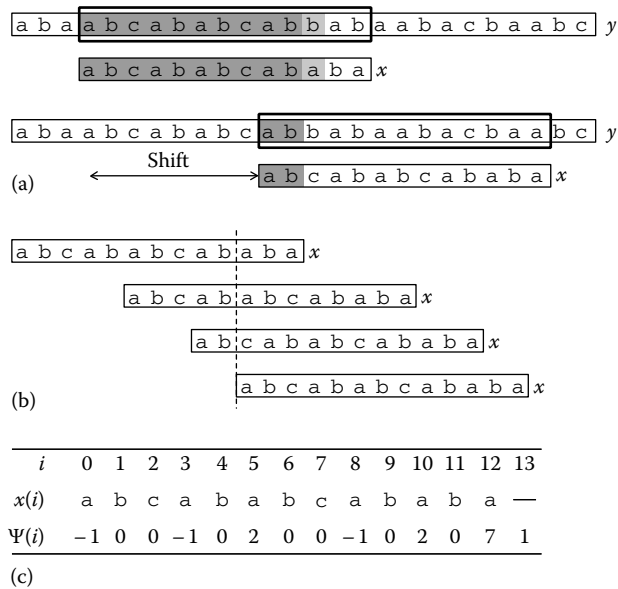 a b a a b c a b a b c a b b a b a a b a c b a a b c y
a b c a b a b c a b a b a x
a b a a b c a b a b c a b b a b a a b a c b a a b c y
Shift
(a) a b c a b a b c a b a b a x
a b c a b a b c a b a b a x
a b c a b a b c a b a b a x
a b c a b a b c a b a b a x
(b) a b c a b a b c a b a b a x
i 0 1 2 3 4 5 6 7 8 9 10 11 12 13
x(i) a b c a b a b c a b a b a —
Ψ(i) −1 0 0 −1 0 2 0 0 −1 0 2 0 7 1
(c)